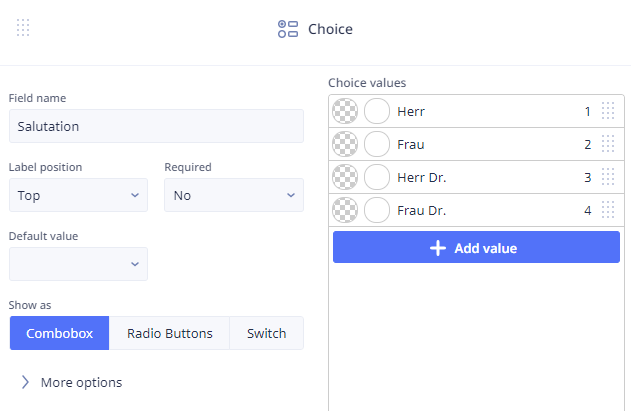 Choice
Field name
Salutation
Label position
Required
Top
No
Default value
Show as
Combobox
Radio Buttons
Switch
More options
Choice values
Herr 1
Frau 2
Herr Dr. 3
Frau Dr. 4
Add value